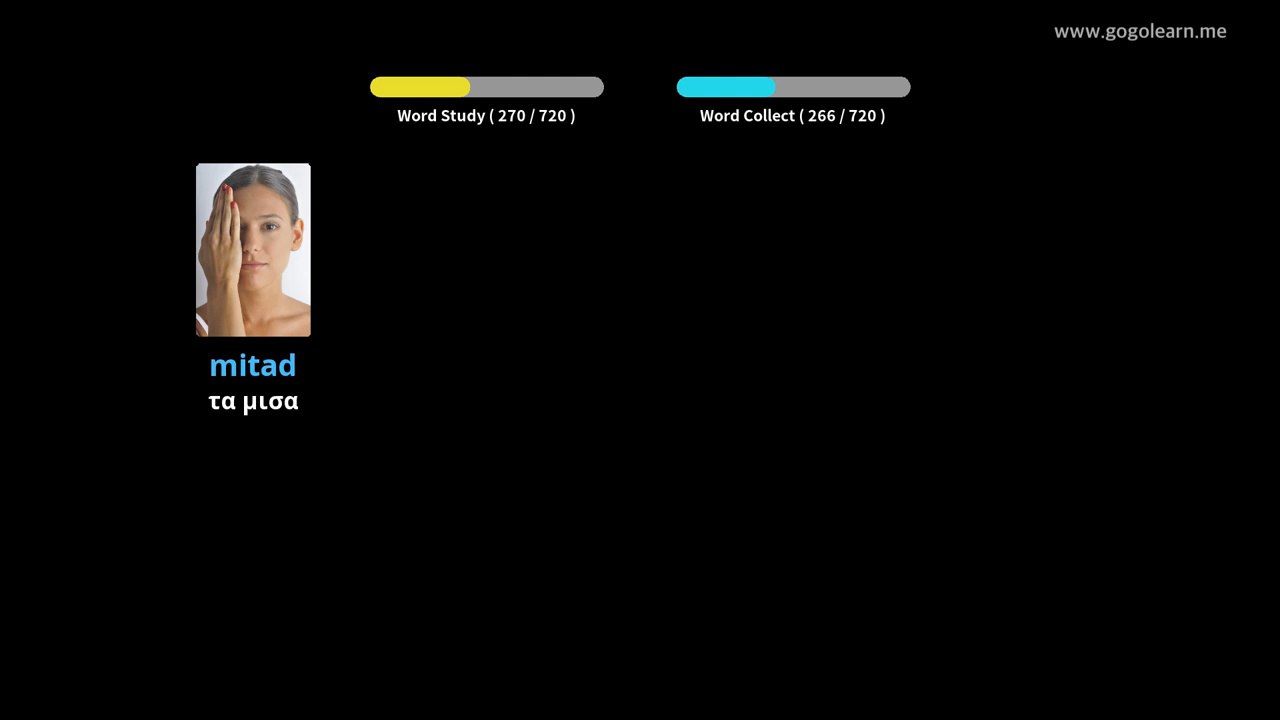 www.gogolearn.me
Word Study ( 270 / 720 )
Word Collect ( 266 / 720 )
mitad
τα μισα